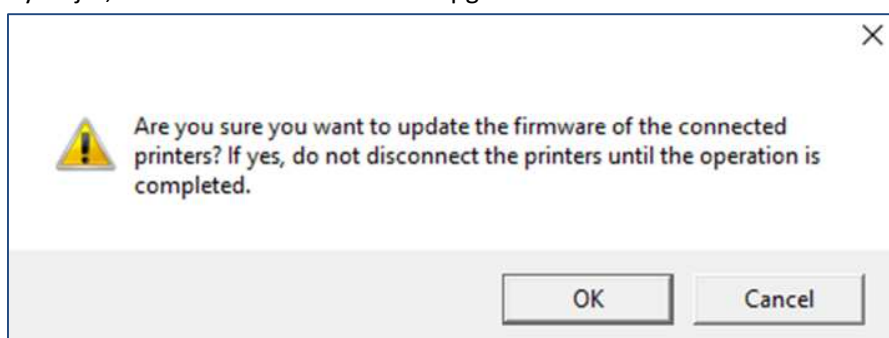 Are you sure you want to update the firmware of the connected
printers? If yes, do not disconnect the printers until the operation is
completed.
OK
Cancel